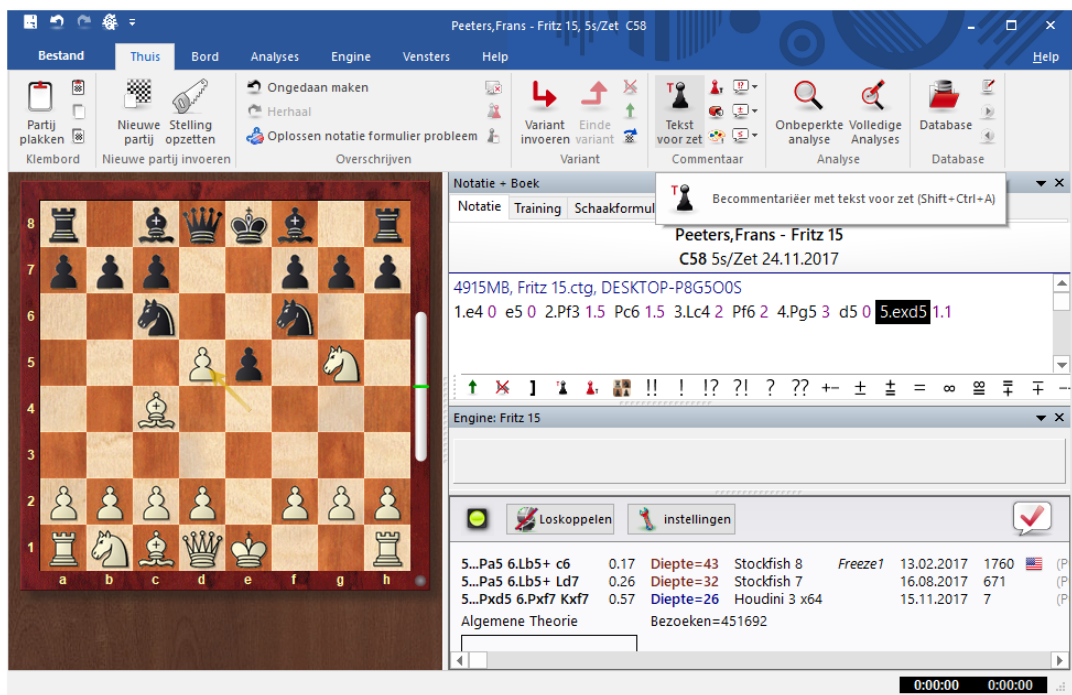 Peeters,Frans - Fritz 15, 5s/Zet C58
Bestand Thuis Bord Analyses Engine Vensters Help Help
Partij plakken
Klembord
Nieuwe partij
Stelling opzetten
Nieuwe partij invoeren
Ongedaan maken
Herhaal
Oplossen notatie formulier probleem
Overschrijven
Variant invoeren
Einde variant
Variant
Tekst voor zet
Commentaar
Onbeperkte analyse
Volledige Analyses
Analyse
Database
Database
Notatie + Boek
Notatie Training Schaakformul
Becommentariëer met tekst voor zet (Shift+Ctrl+A)
Peeters,Frans - Fritz 15
C58 5s/Zet 24.11.2017
4915MB, Fritz 15.ctg, DESKTOP-P8G5O0S
1.e4 0 e5 0 2.Pf3 1.5 Pc6 1.5 3.Lc4 2 Pf6 2 4.Pg5 3 d5 0 5.exd5 1.1
] !! ! !? ?! ? ?? +− ± ⩲ = ∞ ≌ ⩱ ∓
Engine: Fritz 15
Loskoppelen instellingen
5...Pa5 6.Lb5+ c6 0.17 Diepte=43 Stockfish 8 Freeze1 13.02.2017 1760 (P
5...Pa5 6.Lb5+ Ld7 0.26 Diepte=32 Stockfish 7 16.08.2017 671 (P
5...Pxd5 6.Pxf7 Kxf7 0.57 Diepte=26 Houdini 3 x64 15.11.2017 7 (P
Algemene Theorie Bezoeken=451692
8
7
6
5
4
3
2
1
a b c d e f g h
0:00:00 0:00:00